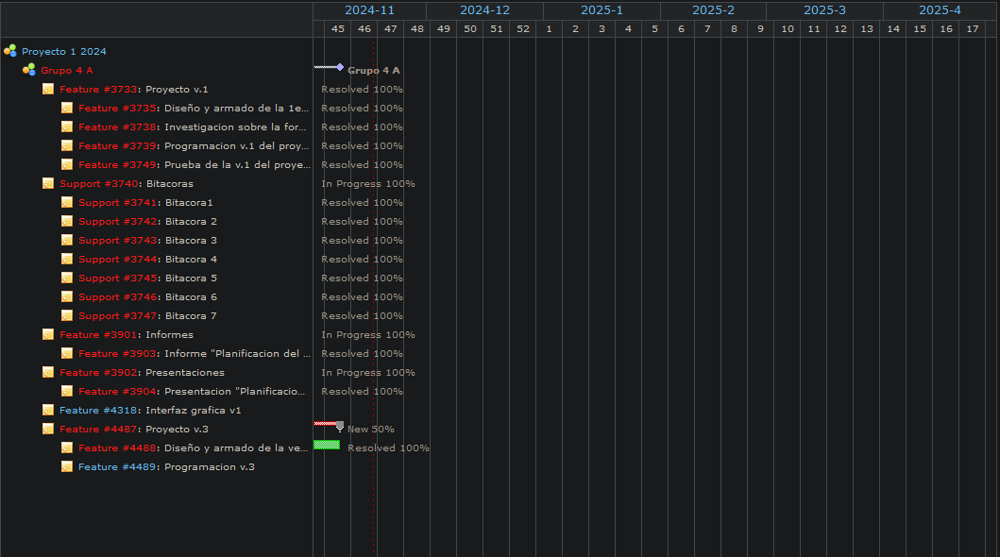 2024-11 2024-12 2025-1 2025-2 2025-3 2025-4
45 46 47 48 49 50 51 52 1 2 3 4 5 6 7 8 9 10 11 12 13 14 15 16 17
Proyecto 1 2024
Grupo 4 A Grupo 4 A
Feature #3733: Proyecto v.1 Resolved 100%
Feature #3735: Diseño y armado de la 1e... Resolved 100%
Feature #3738: Investigacion sobre la for... Resolved 100%
Feature #3739: Programacion v.1 del proy... Resolved 100%
Feature #3749: Prueba de la v.1 del proye... Resolved 100%
Support #3740: Bitacoras In Progress 100%
Support #3741: Bitacora1 Resolved 100%
Support #3742: Bitacora 2 Resolved 100%
Support #3743: Bitacora 3 Resolved 100%
Support #3744: Bitacora 4 Resolved 100%
Support #3745: Bitacora 5 Resolved 100%
Support #3746: Bitacora 6 Resolved 100%
Support #3747: Bitacora 7 Resolved 100%
Feature #3901: Informes In Progress 100%
Feature #3903: Informe "Planificacion del ... Resolved 100%
Feature #3902: Presentaciones In Progress 100%
Feature #3904: Presentacion "Planificacio... Resolved 100%
Feature #4318: Interfaz grafica v1
Feature #4487: Proyecto v.3 New 50%
Feature #4488: Diseño y armado de la ve... Resolved 100%
Feature #4489: Programacion v.3